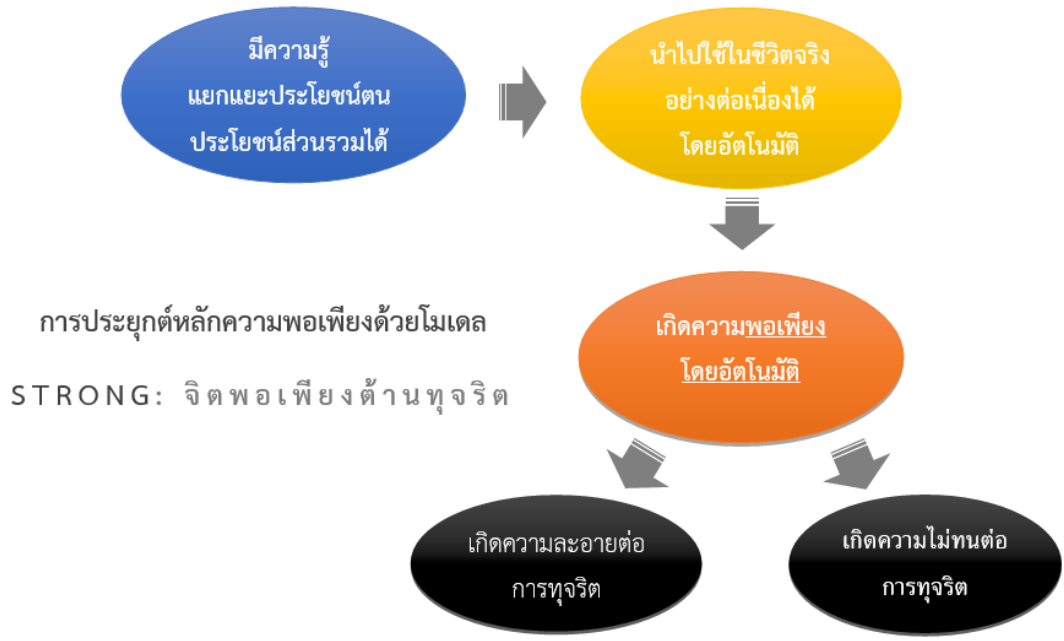 มีความรู้
แยกแยะประโยชน์ตน
ประโยชน์ส่วนรวมได้
นำไปใช้ในชีวิตจริง
อย่างต่อเนื่องได้
โดยอัตโนมัติ
การประยุกต์หลักความพอเพียงด้วยโมเดล
STRONG: จิตพอเพียงต้านทุจริต
เกิดความพอเพียง
โดยอัตโนมัติ
เกิดความละอายต่อ
การทุจริต
เกิดความไม่ทนต่อ
การทุจริต